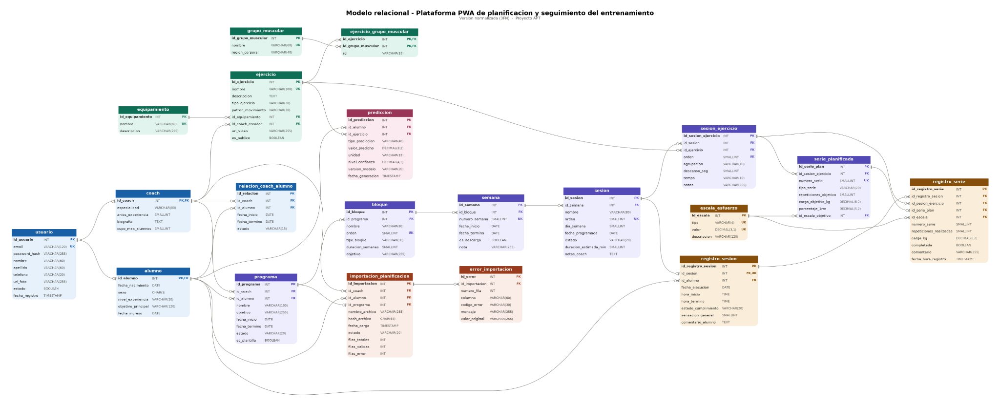 Modelo relacional - Plataforma PWA de planificacion y seguimiento del entrenamiento
Version normalizada (3FN) - Proyecto APT
grupo_muscular
id_grupo_muscular INT PK
nombre VARCHAR(60) UK
region_corporal VARCHAR(40)
ejercicio_grupo_muscular
id_ejercicio INT PK,FK
id_grupo_muscular INT PK,FK
rol VARCHAR(15)
ejercicio
id_ejercicio INT PK
nombre VARCHAR(100) UK
descripcion TEXT
tipo_ejercicio VARCHAR(20)
patron_movimiento VARCHAR(30)
id_equipamiento INT FK
id_coach_creador INT FK
url_video VARCHAR(255)
es_publico BOOLEAN
equipamiento
id_equipamiento INT PK
nombre VARCHAR(60) UK
descripcion VARCHAR(255)
prediccion
id_prediccion INT PK
id_alumno INT FK
id_ejercicio INT FK
tipo_prediccion VARCHAR(40)
valor_predicho DECIMAL(8,2)
unidad VARCHAR(15)
nivel_confianza DECIMAL(4,3)
version_modelo VARCHAR(20)
fecha_generacion TIMESTAMP
sesion_ejercicio
id_sesion_ejercicio INT PK
id_sesion INT FK
id_ejercicio INT FK
orden SMALLINT UK
agrupacion VARCHAR(10)
descanso_seg SMALLINT
tempo VARCHAR(10)
notas VARCHAR(255)
serie_planificada
id_serie_plan INT PK
id_sesion_ejercicio INT FK
numero_serie SMALLINT UK
tipo_serie VARCHAR(20)
repeticiones_objetivo SMALLINT
carga_objetivo_kg DECIMAL(6,2)
porcentaje_1rm DECIMAL(5,2)
id_escala_objetivo INT FK
registro_serie
id_registro_serie INT PK
id_registro_sesion INT FK
id_sesion_ejercicio INT FK
id_serie_plan INT FK
id_escala INT FK
numero_serie SMALLINT
repeticiones_realizadas SMALLINT
carga_kg DECIMAL(6,2)
completada BOOLEAN
comentario VARCHAR(255)
fecha_hora_registro TIMESTAMP
coach
id_coach INT PK,FK
especialidad VARCHAR(80)
anios_experiencia SMALLINT
biografia TEXT
cupo_max_alumnos SMALLINT
relacion_coach_alumno
id_relacion INT PK
id_coach INT FK
id_alumno INT FK
fecha_inicio DATE
fecha_termino DATE
estado VARCHAR(15)
bloque
id_bloque INT PK
id_programa INT FK
nombre VARCHAR(80)
orden SMALLINT UK
tipo_bloque VARCHAR(30)
duracion_semanas SMALLINT
objetivo VARCHAR(255)
semana
id_semana INT PK
id_bloque INT FK
numero_semana SMALLINT UK
fecha_inicio DATE
fecha_termino DATE
es_descarga BOOLEAN
nota VARCHAR(255)
sesion
id_sesion INT PK
id_semana INT FK
nombre VARCHAR(80)
orden SMALLINT UK
dia_semana SMALLINT
fecha_programada DATE
estado VARCHAR(20)
duracion_estimada_min SMALLINT
notas_coach TEXT
escala_esfuerzo
id_escala INT PK
tipo VARCHAR(4) UK
valor DECIMAL(3,1) UK
descripcion VARCHAR(120)
usuario
id_usuario INT PK
email VARCHAR(120) UK
password_hash VARCHAR(255)
nombre VARCHAR(60)
apellido VARCHAR(60)
telefono VARCHAR(20)
url_foto VARCHAR(255)
estado BOOLEAN
fecha_registro TIMESTAMP
alumno
id_alumno INT PK,FK
fecha_nacimiento DATE
sexo CHAR(1)
nivel_experiencia VARCHAR(20)
objetivo_principal VARCHAR(120)
fecha_ingreso DATE
programa
id_programa INT PK
id_coach INT FK
id_alumno INT FK
nombre VARCHAR(100)
objetivo VARCHAR(255)
fecha_inicio DATE
fecha_termino DATE
estado VARCHAR(20)
es_plantilla BOOLEAN
importacion_planificacion
id_importacion INT PK
id_coach INT FK
id_alumno INT FK
id_programa INT FK
nombre_archivo VARCHAR(255)
hash_archivo CHAR(64)
fecha_carga TIMESTAMP
estado VARCHAR(20)
filas_totales INT
filas_validas INT
filas_error INT
error_importacion
id_error INT PK
id_importacion INT FK
numero_fila INT
columna VARCHAR(60)
codigo_error VARCHAR(30)
mensaje VARCHAR(255)
valor_original VARCHAR(255)
registro_sesion
id_registro_sesion INT PK
id_sesion INT FK,UK
id_alumno INT FK
fecha_ejecucion DATE
hora_inicio TIME
hora_termino TIME
estado_cumplimiento VARCHAR(20)
sensacion_general SMALLINT
comentario_alumno TEXT